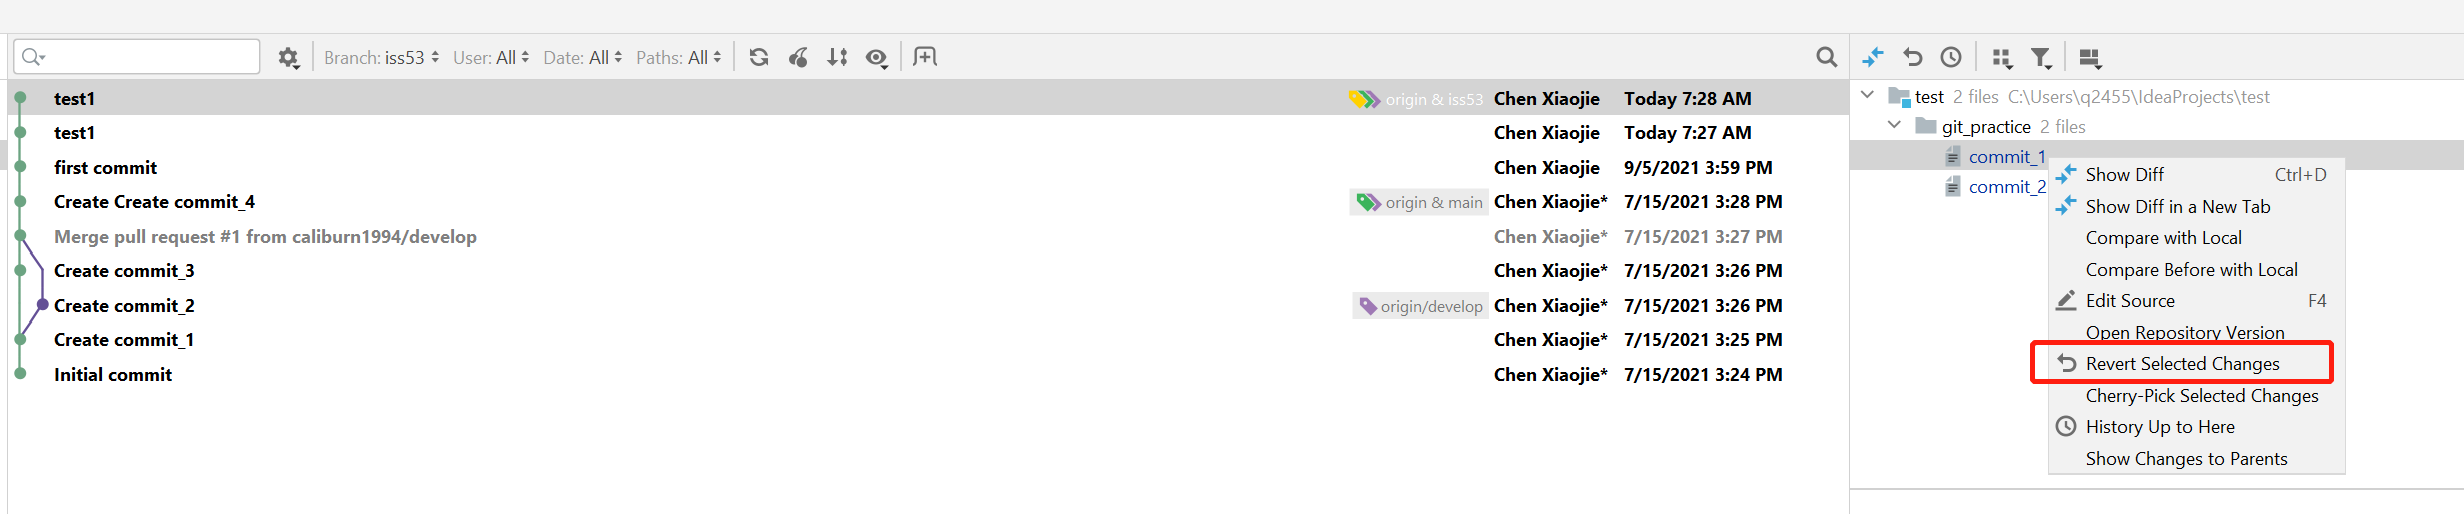 Branch: iss53 User: All Date: All Paths: All
test1 origin & iss53 Chen Xiaojie Today 7:28 AM
test1 Chen Xiaojie Today 7:27 AM
first commit Chen Xiaojie 9/5/2021 3:59 PM
Create Create commit_4 origin & main Chen Xiaojie* 7/15/2021 3:28 PM
Merge pull request #1 from caliburn1994/develop Chen Xiaojie* 7/15/2021 3:27 PM
Create commit_3 Chen Xiaojie* 7/15/2021 3:26 PM
Create commit_2 origin/develop Chen Xiaojie* 7/15/2021 3:26 PM
Create commit_1 Chen Xiaojie* 7/15/2021 3:25 PM
Initial commit Chen Xiaojie* 7/15/2021 3:24 PM
test 2 files C:\Users\q2455\IdeaProjects\test
git_practice 2 files
commit_1
commit_2
Show Diff Ctrl+D
Show Diff in a New Tab
Compare with Local
Compare Before with Local
Edit Source F4
Open Repository Version
Revert Selected Changes
Cherry-Pick Selected Changes
History Up to Here
Show Changes to Parents